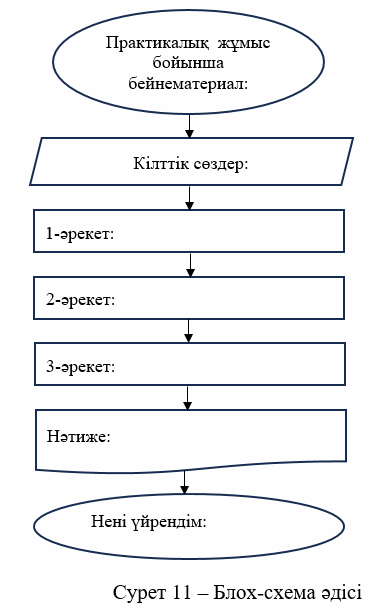 Практикалық жұмыс
бойынша
бейнематериал:
Кілттік сөздер:
1-әрекет:
2-әрекет:
3-әрекет:
Нәтиже:
Нені үйрендім:
Сурет 11 – Блох-схема әдісі